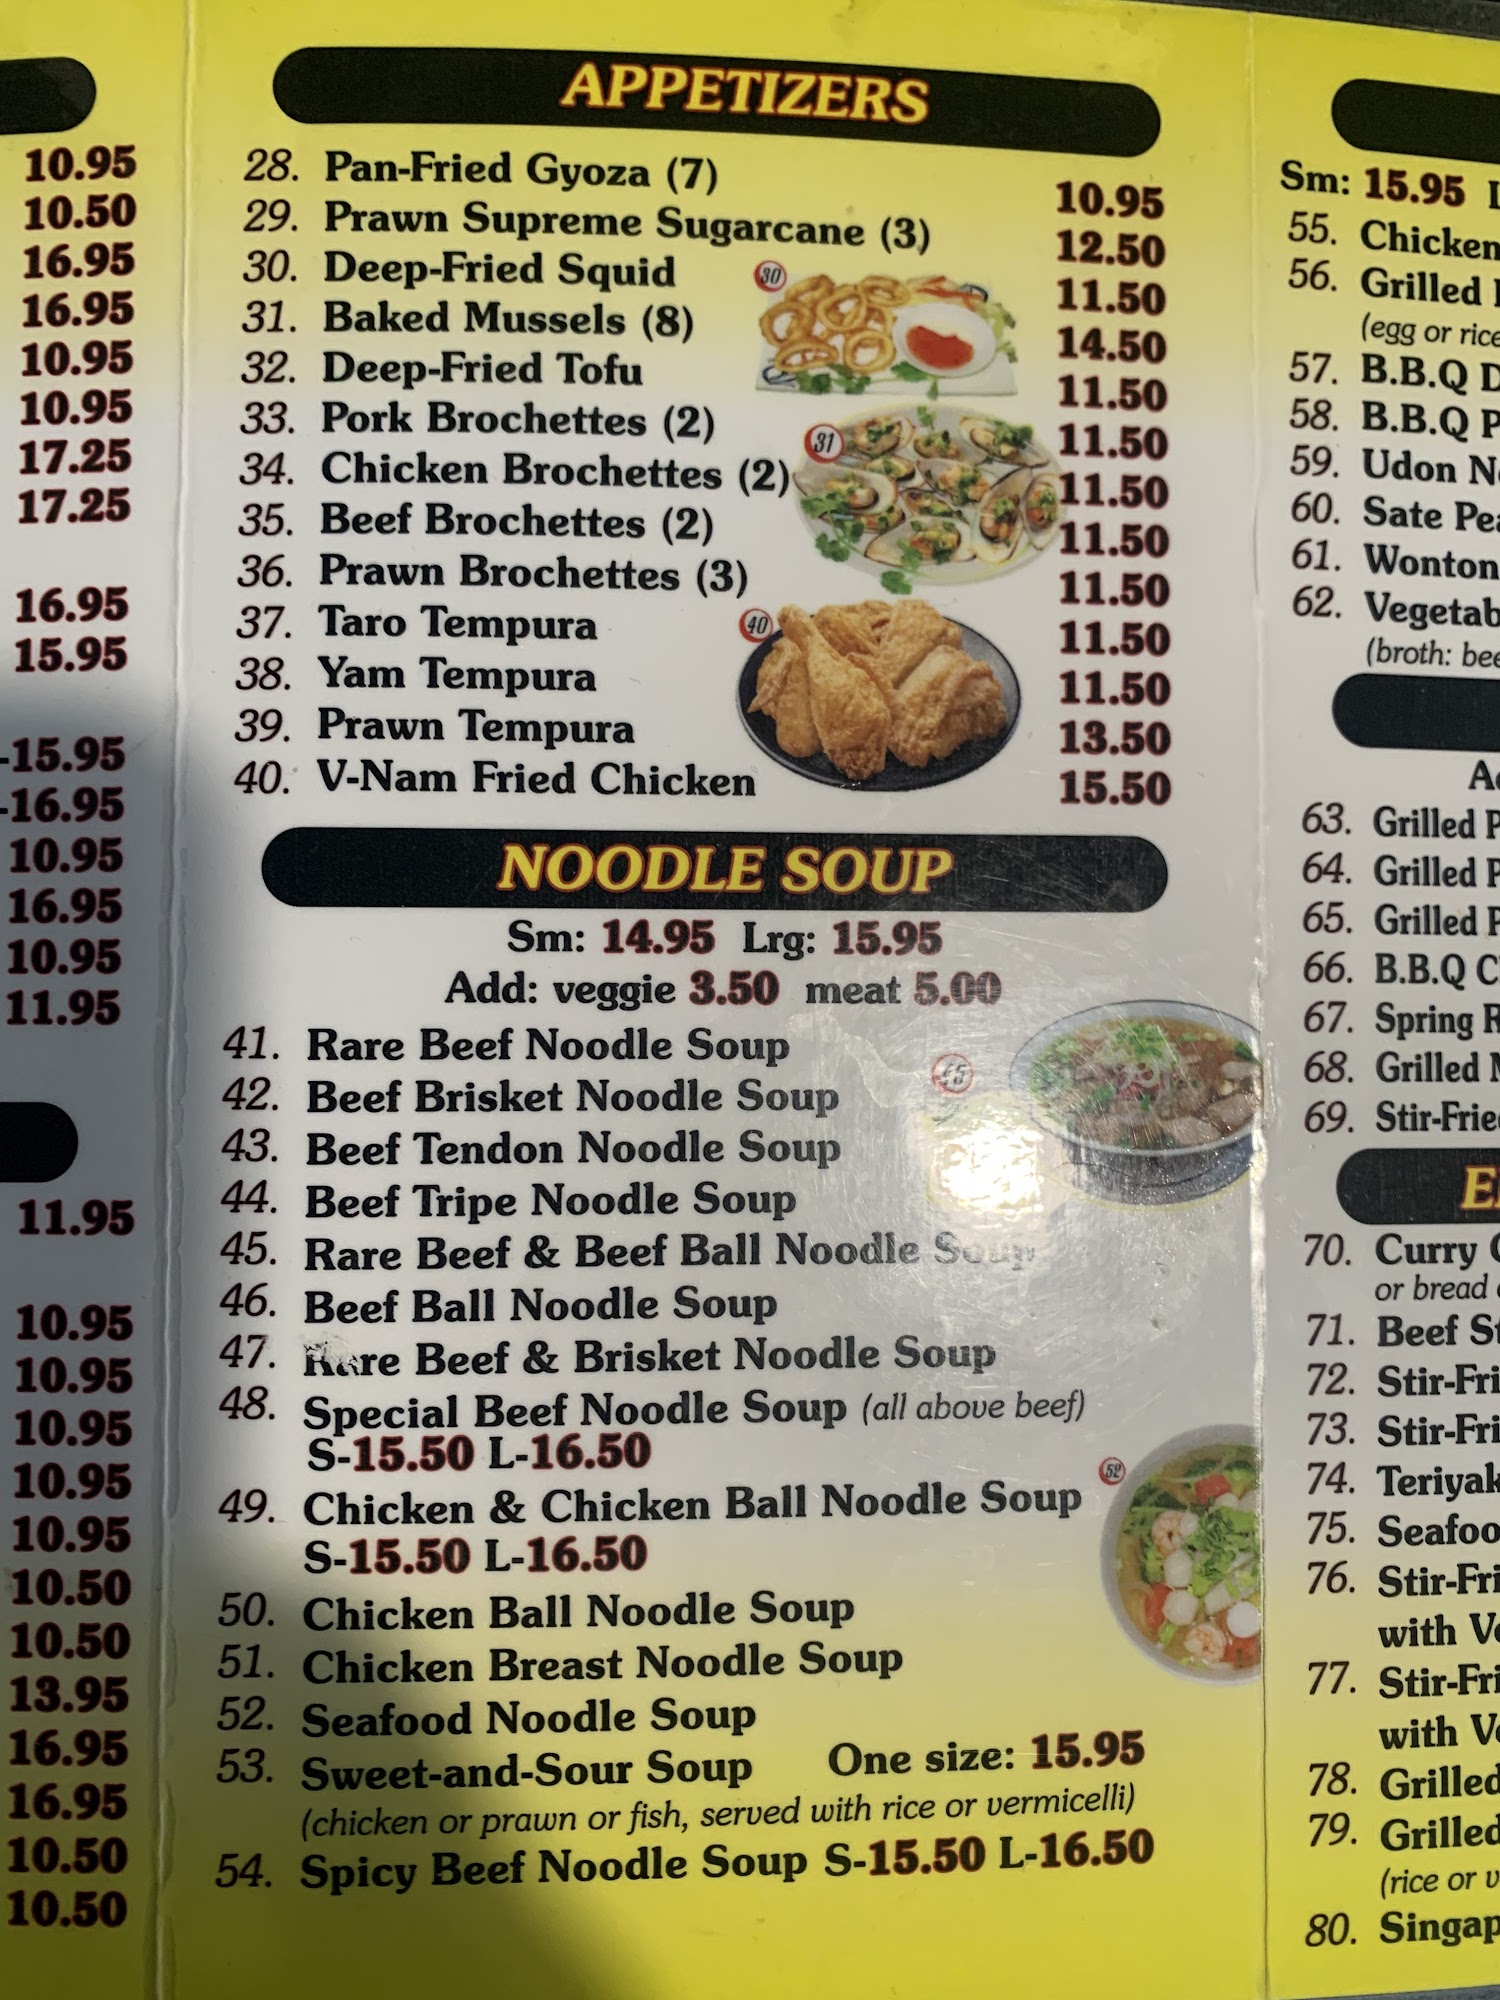 10.95
10.50
16.95
16.95
10.95
10.95
17.25
17.25
16.95
15.95
-15.95
-16.95
10.95
16.95
10.95
11.95
11.95
10.95
10.95
10.95
10.95
10.95
10.50
10.50
13.95
16.95
16.95
10.50
10.50
APPETIZERS
28. Pan-Fried Gyoza (7) 10.95
29. Prawn Supreme Sugarcane (3) 12.50
30. Deep-Fried Squid 11.50
31. Baked Mussels (8) 14.50
32. Deep-Fried Tofu 11.50
33. Pork Brochettes (2) 11.50
34. Chicken Brochettes (2) 11.50
35. Beef Brochettes (2) 11.50
36. Prawn Brochettes (3) 11.50
37. Taro Tempura 11.50
38. Yam Tempura 11.50
39. Prawn Tempura 13.50
40. V-Nam Fried Chicken 15.50
30
31
40
NOODLE SOUP
Sm: 14.95 Lrg: 15.95
Add: veggie 3.50 meat 5.00
41. Rare Beef Noodle Soup
42. Beef Brisket Noodle Soup
43. Beef Tendon Noodle Soup
44. Beef Tripe Noodle Soup
45. Rare Beef & Beef Ball Noodle Soup
46. Beef Ball Noodle Soup
47. Rare Beef & Brisket Noodle Soup
48. Special Beef Noodle Soup (all above beef)
S-15.50 L-16.50
49. Chicken & Chicken Ball Noodle Soup
S-15.50 L-16.50
50. Chicken Ball Noodle Soup
51. Chicken Breast Noodle Soup
52. Seafood Noodle Soup
53. Sweet-and-Sour Soup One size: 15.95
(chicken or prawn or fish, served with rice or vermicelli)
54. Spicy Beef Noodle Soup S-15.50 L-16.50
45
52
Sm: 15.95
55. Chicken
56. Grilled
(egg or rice
57. B.B.Q
58. B.B.Q
59. Udon
60. Sate
61. Wonton
62.
(broth:
63. Grilled
64. Grilled
65. Grilled
66. B.B.Q
67. Spring
68. Grilled
69.
70. Curry
or bread
71. Beef
72.
73.
74.
75.
76.
with
77.
with
78. Grilled
79. Grilled
(rice or
80.